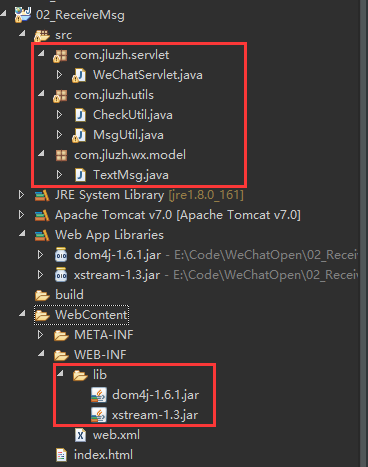 02_ReceiveMsg
src
com.jluzh.servlet
WeChatServlet.java
com.jluzh.utils
CheckUtil.java
MsgUtil.java
com.jluzh.wx.model
TextMsg.java
JRE System Library [jre1.8.0_161]
Apache Tomcat v7.0 [Apache Tomcat v7.0]
Web App Libraries
dom4j-1.6.1.jar - E:\Code\WeChatOpen\02_Recei
xstream-1.3.jar - E:\Code\WeChatOpen\02_Receiv
build
WebContent
META-INF
WEB-INF
lib
dom4j-1.6.1.jar
xstream-1.3.jar
web.xml
index.html